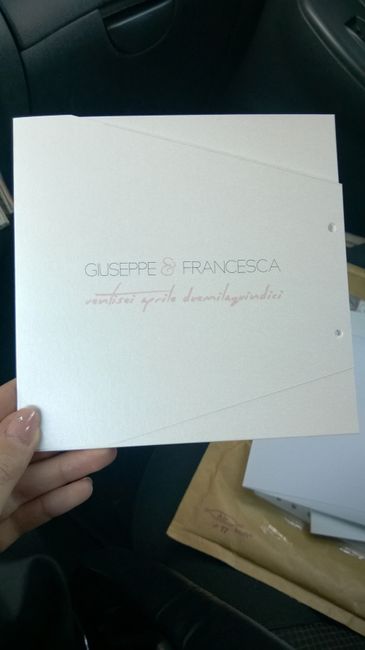 GIUSEPPE & FRANCESCA
ventisei aprile duemilaquindici